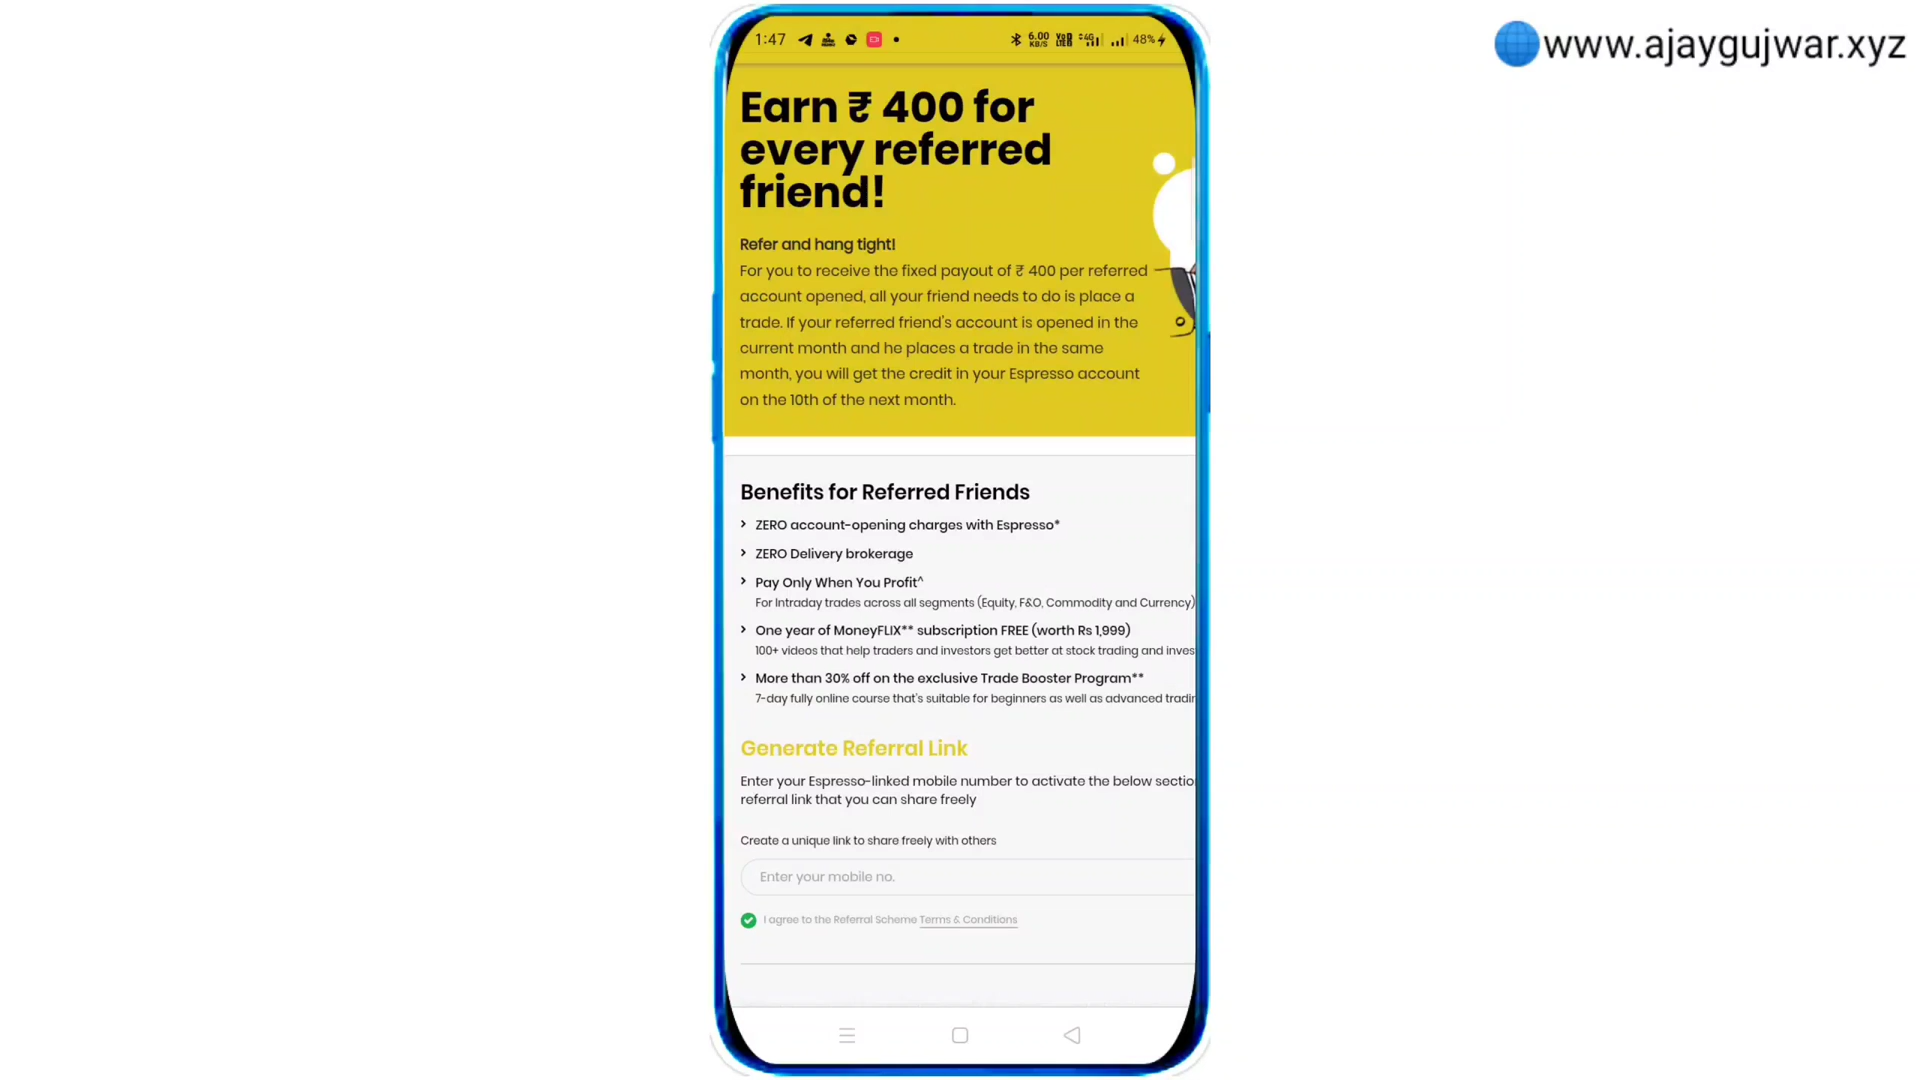 www.ajaygujwar.xyz
1:47
6.00 KB/S 4G 48%
Earn ₹ 400 for
every referred
friend!
Refer and hang tight!
For you to receive the fixed payout of ₹ 400 per referred
account opened, all your friend needs to do is place a
trade. If your referred friend's account is opened in the
current month and he places a trade in the same
month, you will get the credit in your Espresso account
on the 10th of the next month.
Benefits for Referred Friends
ZERO account-opening charges with Espresso*
ZERO Delivery brokerage
Pay Only When You Profit^
For Intraday trades across all segments (Equity, F&O, Commodity and Currency)
One year of MoneyFLIX** subscription FREE (worth Rs 1,999)
100+ videos that help traders and investors get better at stock trading and inves
More than 30% off on the exclusive Trade Booster Program**
7-day fully online course that's suitable for beginners as well as advanced tradin
Generate Referral Link
Enter your Espresso-linked mobile number to activate the below sectio
referral link that you can share freely
Create a unique link to share freely with others
Enter your mobile no.
I agree to the Referral Scheme Terms & Conditions